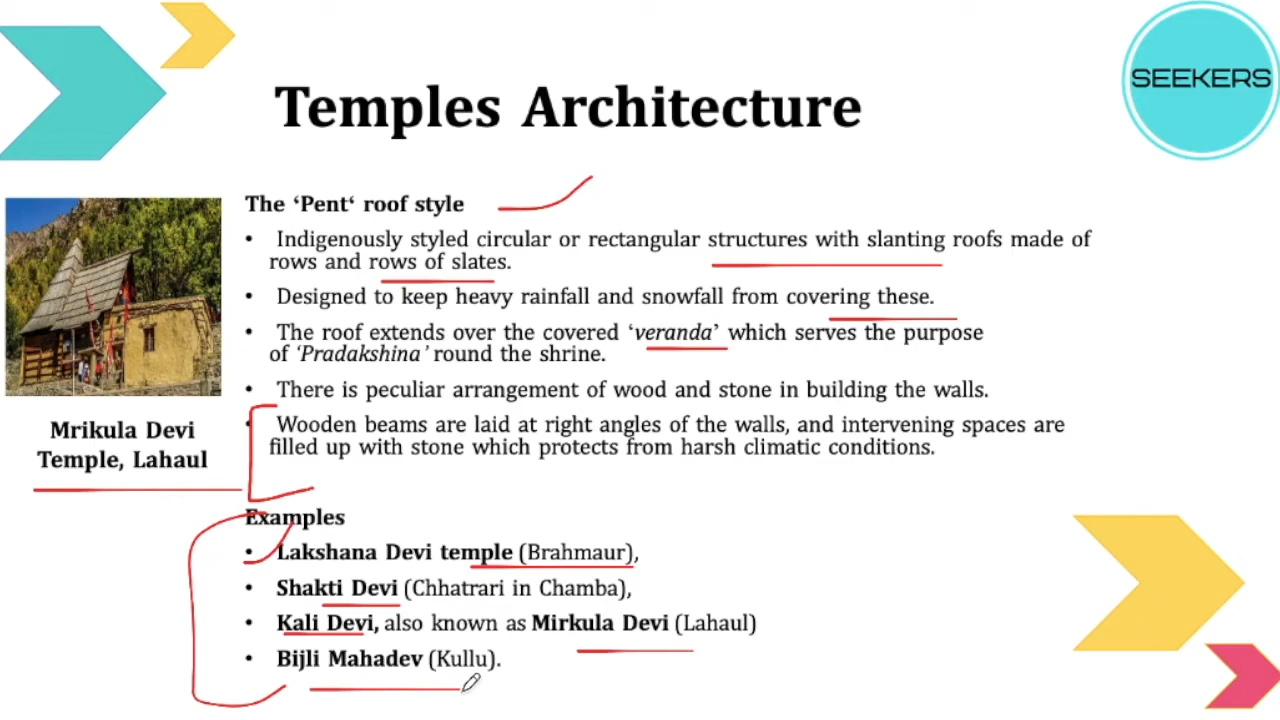 SEEKERS
Temples Architecture
The ‘Pent‘ roof style
• Indigenously styled circular or rectangular structures with slanting roofs made of
rows and rows of slates.
• Designed to keep heavy rainfall and snowfall from covering these.
• The roof extends over the covered ‘veranda’ which serves the purpose
of ‘Pradakshina’ round the shrine.
• There is peculiar arrangement of wood and stone in building the walls.
• Wooden beams are laid at right angles of the walls, and intervening spaces are
filled up with stone which protects from harsh climatic conditions.
Mrikula Devi
Temple, Lahaul
Examples
• Lakshana Devi temple (Brahmaur),
• Shakti Devi (Chhatrari in Chamba),
• Kali Devi, also known as Mirkula Devi (Lahaul)
• Bijli Mahadev (Kullu).